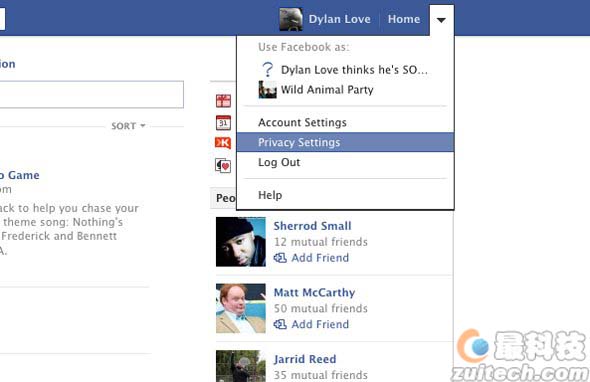 Dylan Love Home
Use Facebook as:
ion
Dylan Love thinks he's SO...
Wild Animal Party
SORT
Account Settings
31
Privacy Settings
Log Out
o Game
om
Help
Peo
ack to help you chase your
theme song: Nothing's
Frederick and Bennett
A.
Sherrod Small
12 mutual friends
Add Friend
Matt McCarthy
50 mutual friends
Add Friend
Jarrid Reed
35 mutual friends
最科技
zuitech.com